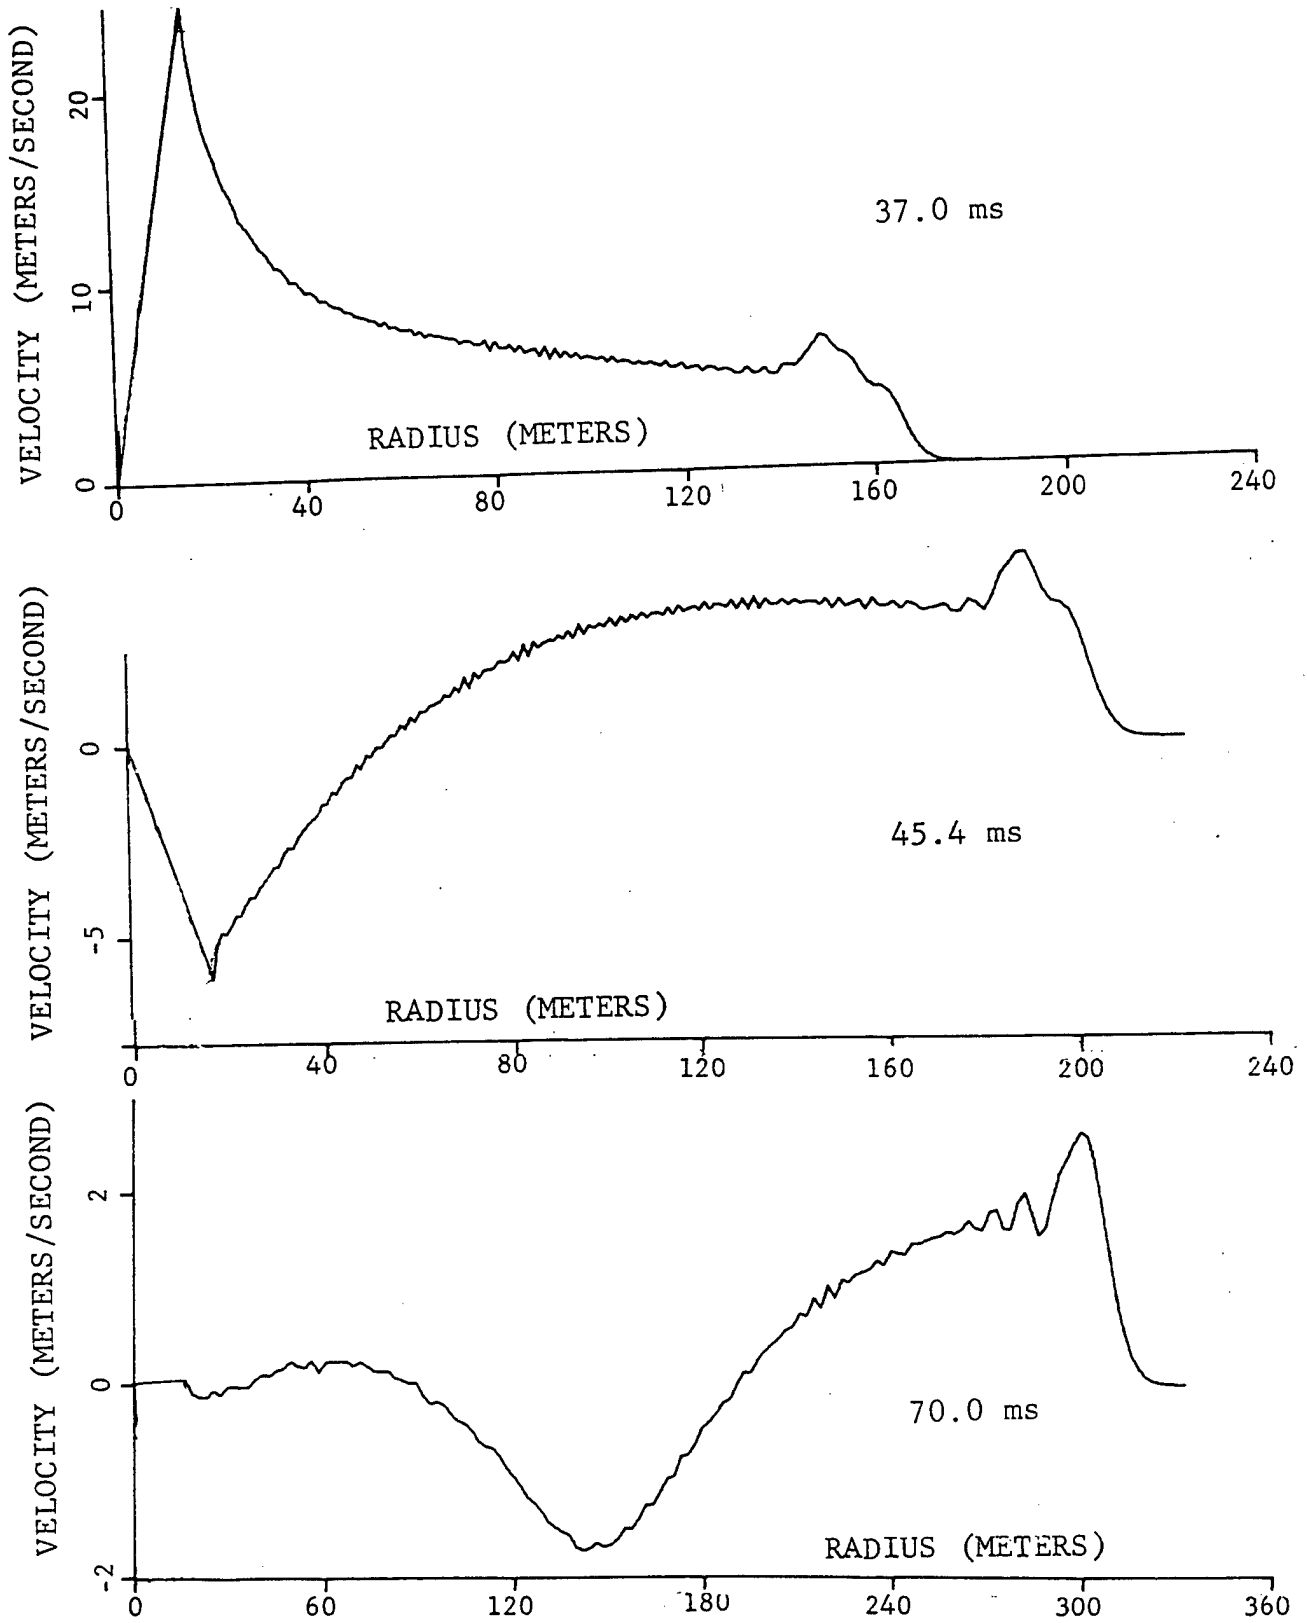 VELOCITY (METERS/SECOND)
20
10
0
37.0 ms
RADIUS (METERS)
0 40 80 120 160 200 240
VELOCITY (METERS/SECOND)
0
-5
45.4 ms
RADIUS (METERS)
0 40 80 120 160 200 240
VELOCITY (METERS/SECOND)
2
0
-2
70.0 ms
RADIUS (METERS)
0 60 120 180 240 300 360